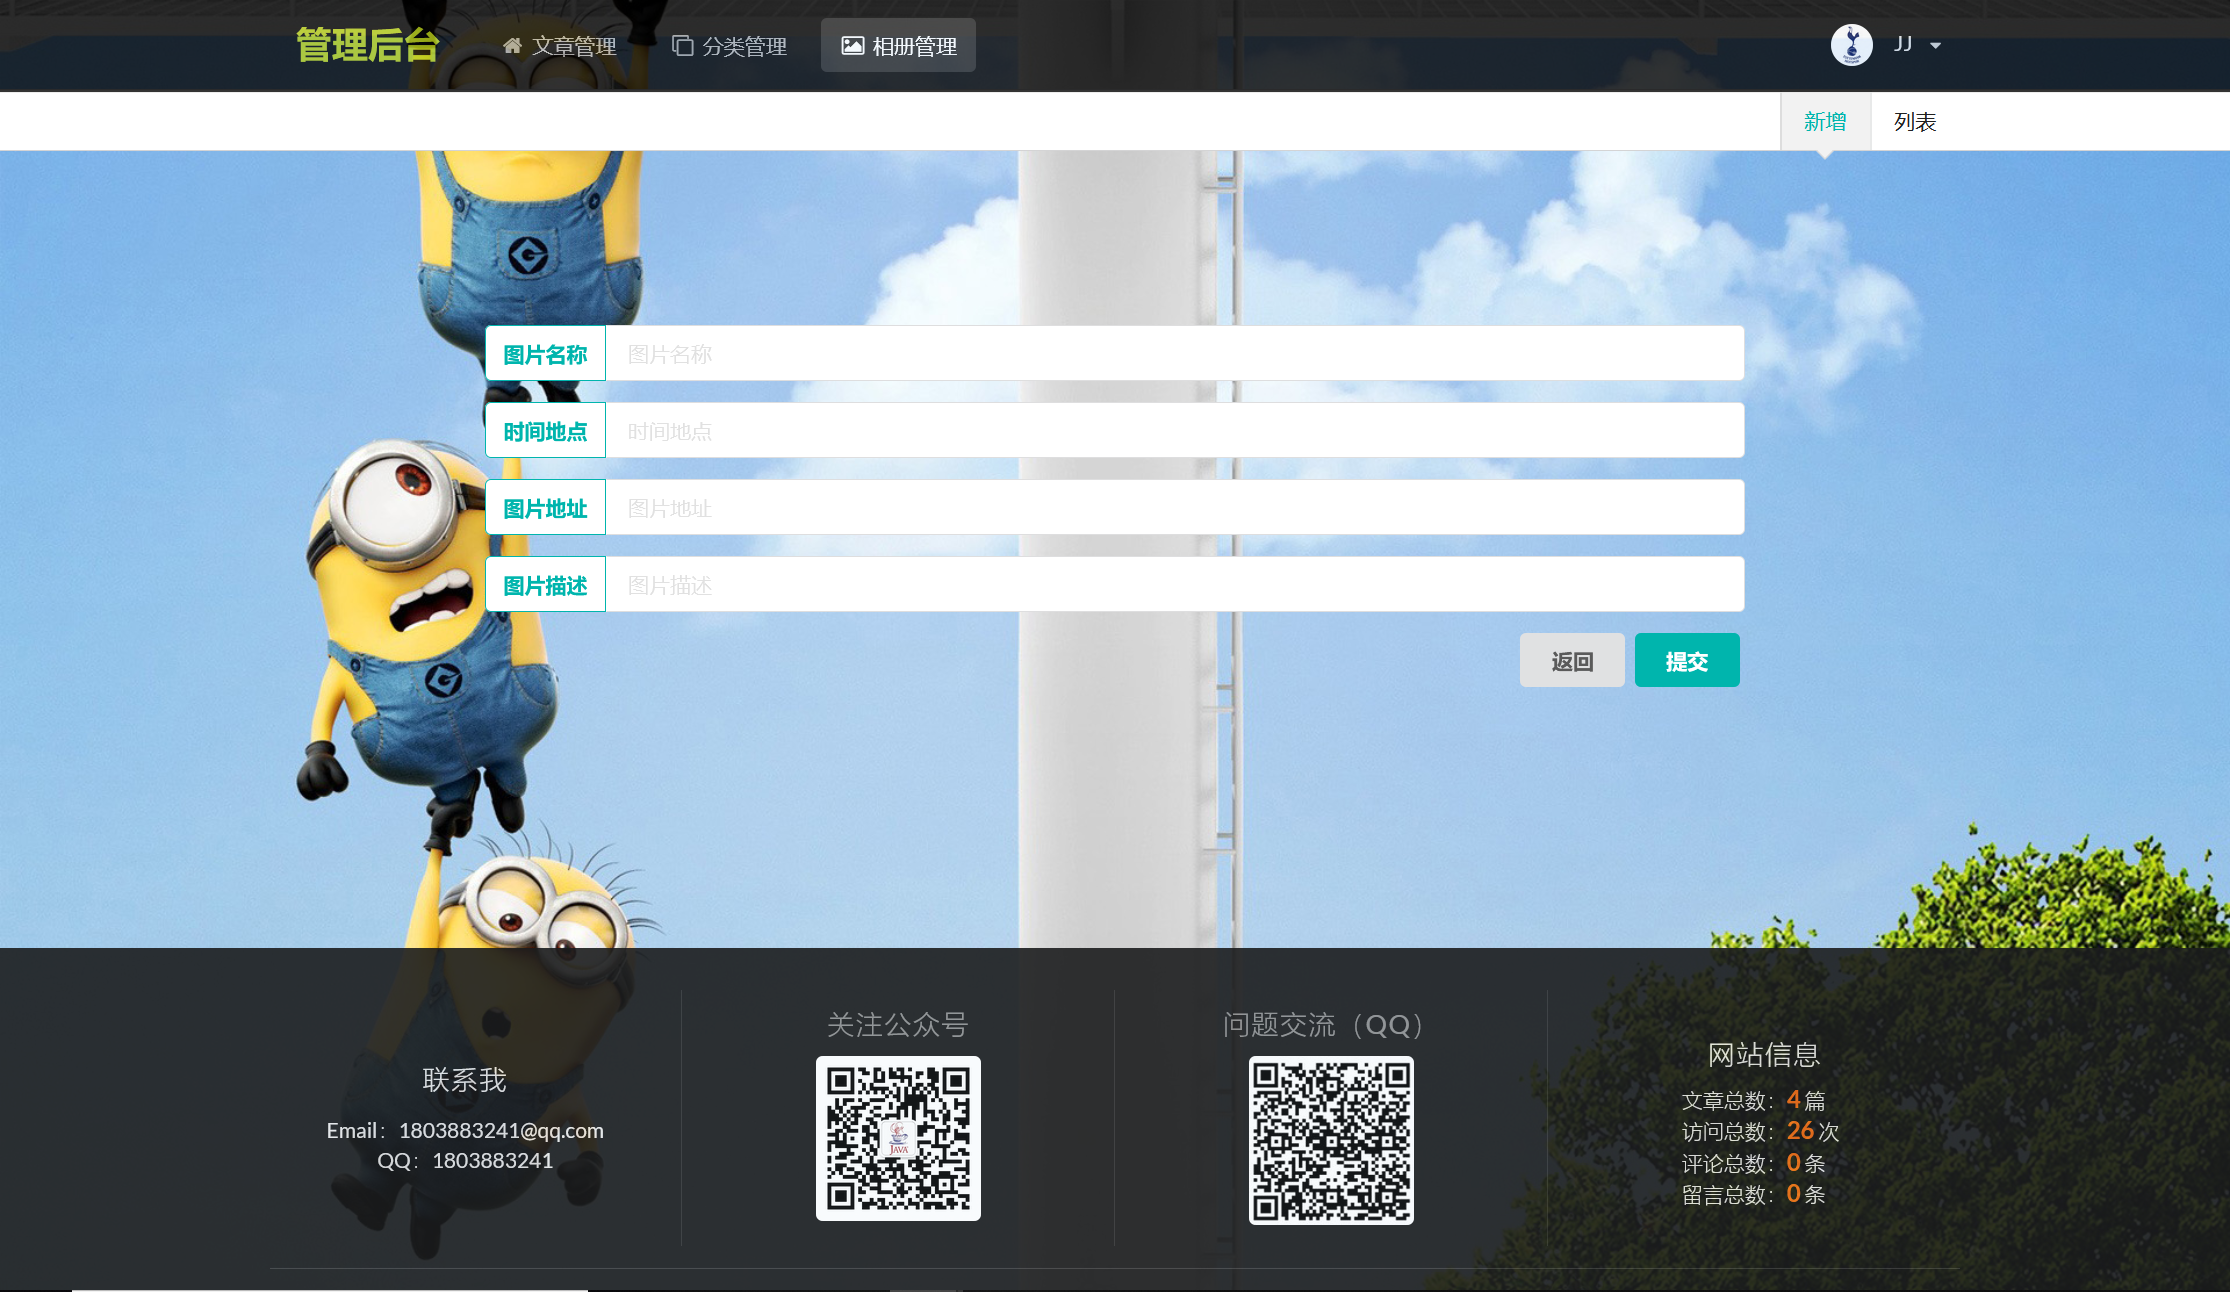 管理后台
文章管理
分类管理
相册管理
JJ
新增
列表
图片名称
图片名称
时间地点
时间地点
图片地址
图片地址
图片描述
图片描述
返回
提交
联系我
Email：1803883241@qq.com
QQ：1803883241
关注公众号
JAVA
问题交流（QQ）
网站信息
文章总数：4篇
访问总数：26次
评论总数：0条
留言总数：0条